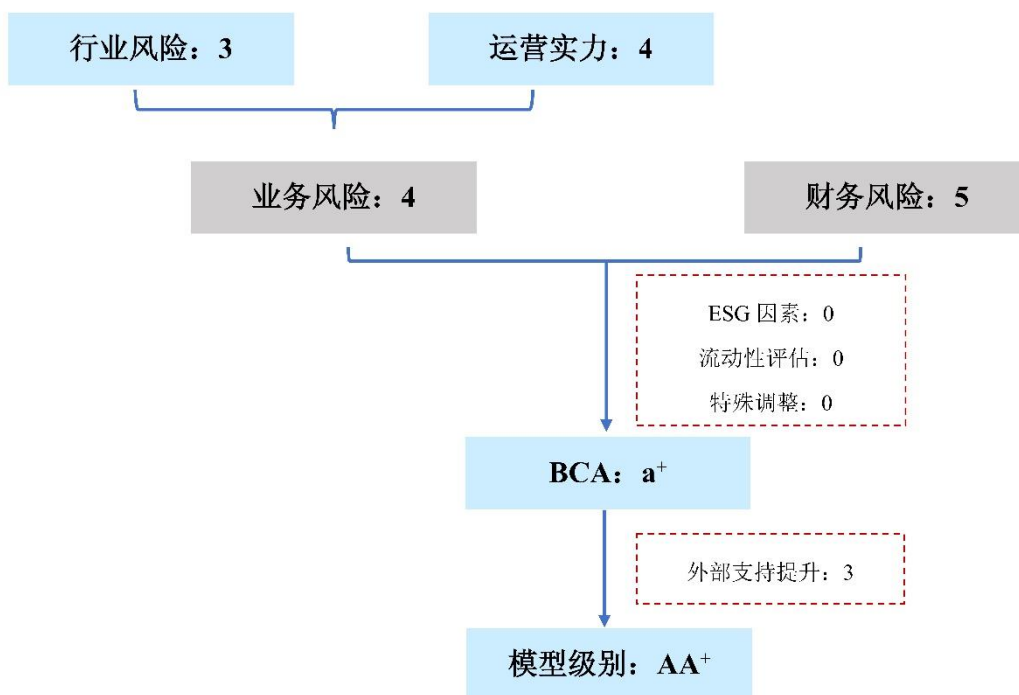 行业风险：3
运营实力：4
业务风险：4
财务风险：5
ESG 因素：0
流动性评估：0
特殊调整：0
BCA：a⁺
外部支持提升：3
模型级别：AA⁺